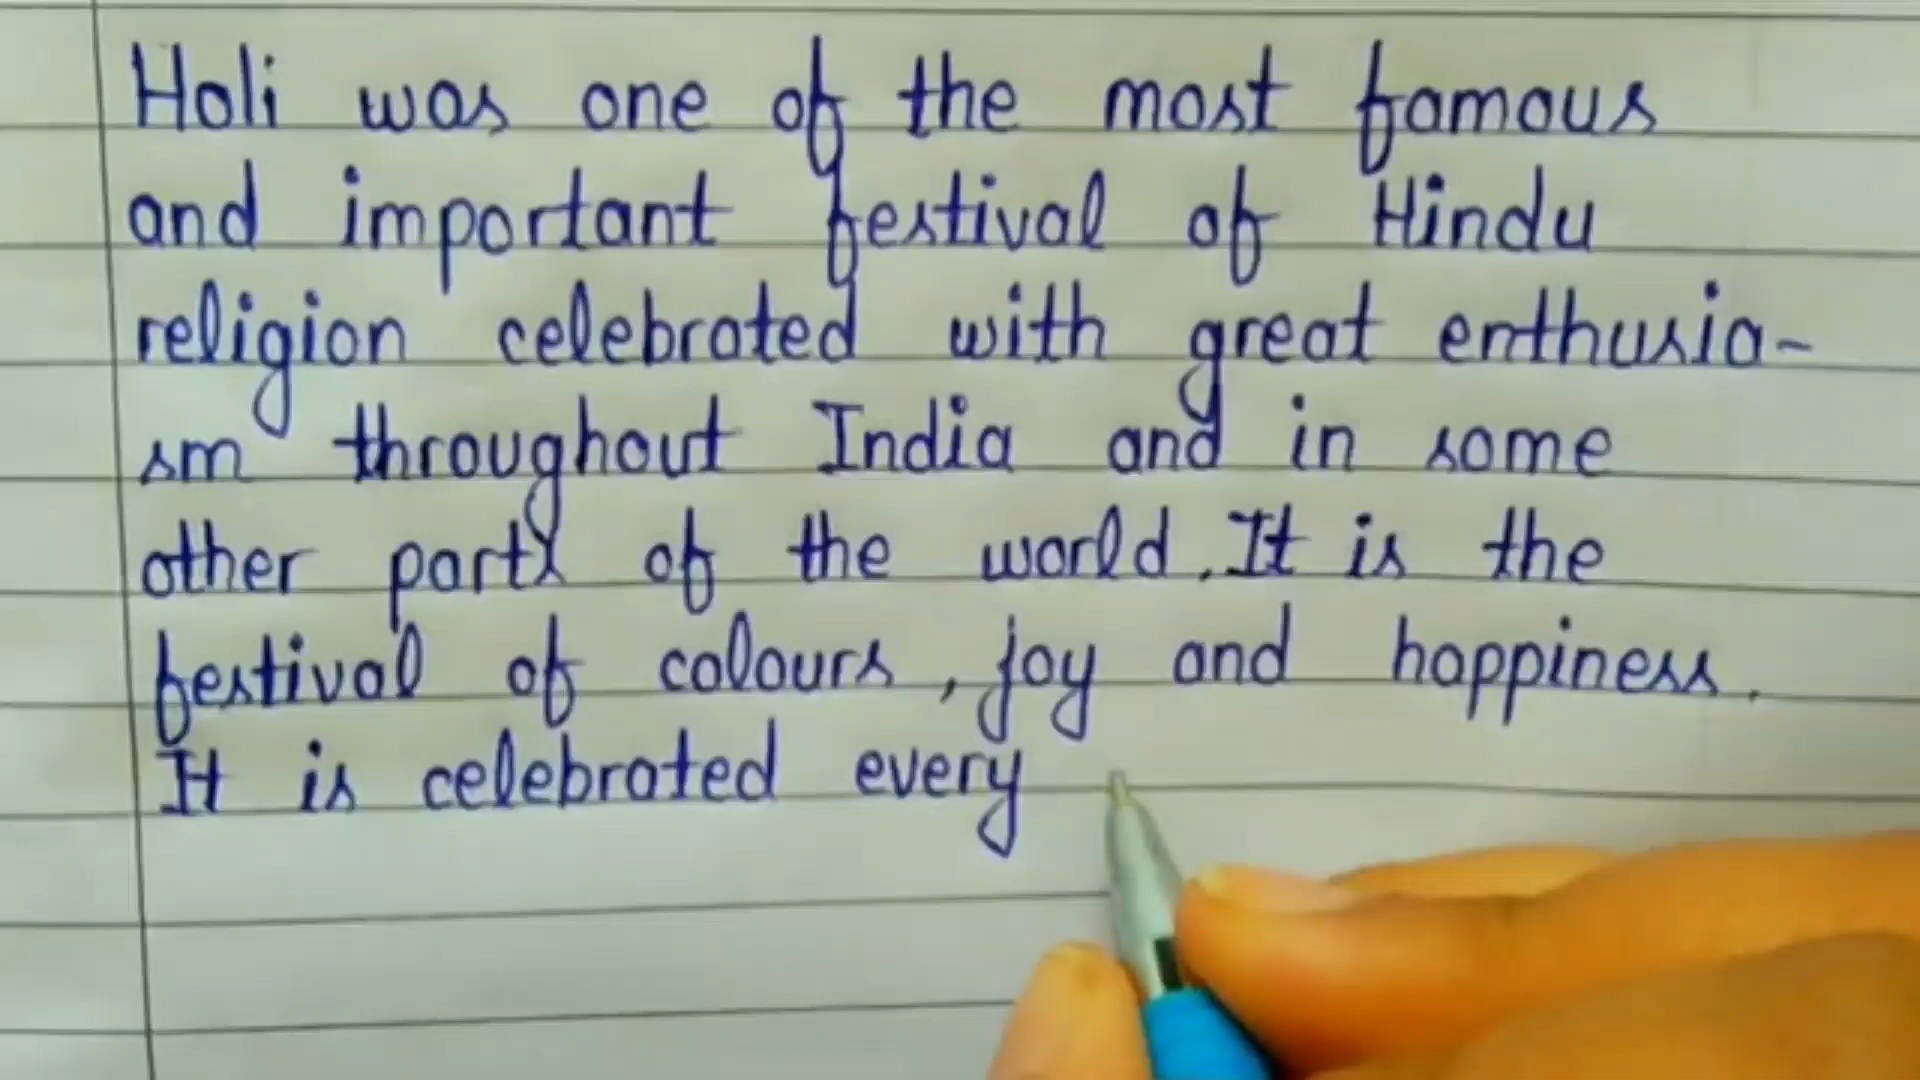 Holi was one of the most famous
and important festival of Hindu
religion celebrated with great enthusia-
sm throughout India and in some
other parts of the world. It is the
festival of colours, joy and happiness.
It is celebrated every